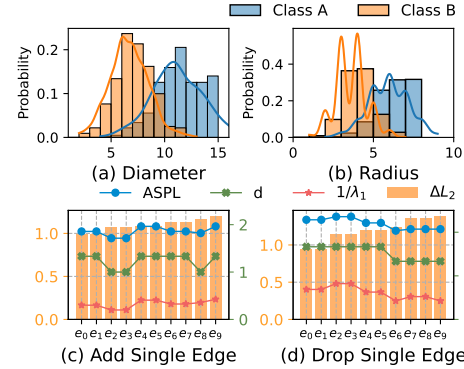 Class A Class B
Probability
0.2
0.1
0.0
5 10 15
(a) Diameter
Probability
0.4
0.2
0.0
0 5 10
(b) Radius
ASPL d 1/λ₁ ΔL₂
1.0
0.5
0.0
2
1
0
e₀ e₁ e₂ e₃ e₄ e₅ e₆ e₇ e₈ e₉
(c) Add Single Edge
1.0
0.5
0.0
e₀ e₁ e₂ e₃ e₄ e₅ e₆ e₇ e₈ e₉
(d) Drop Single Edge